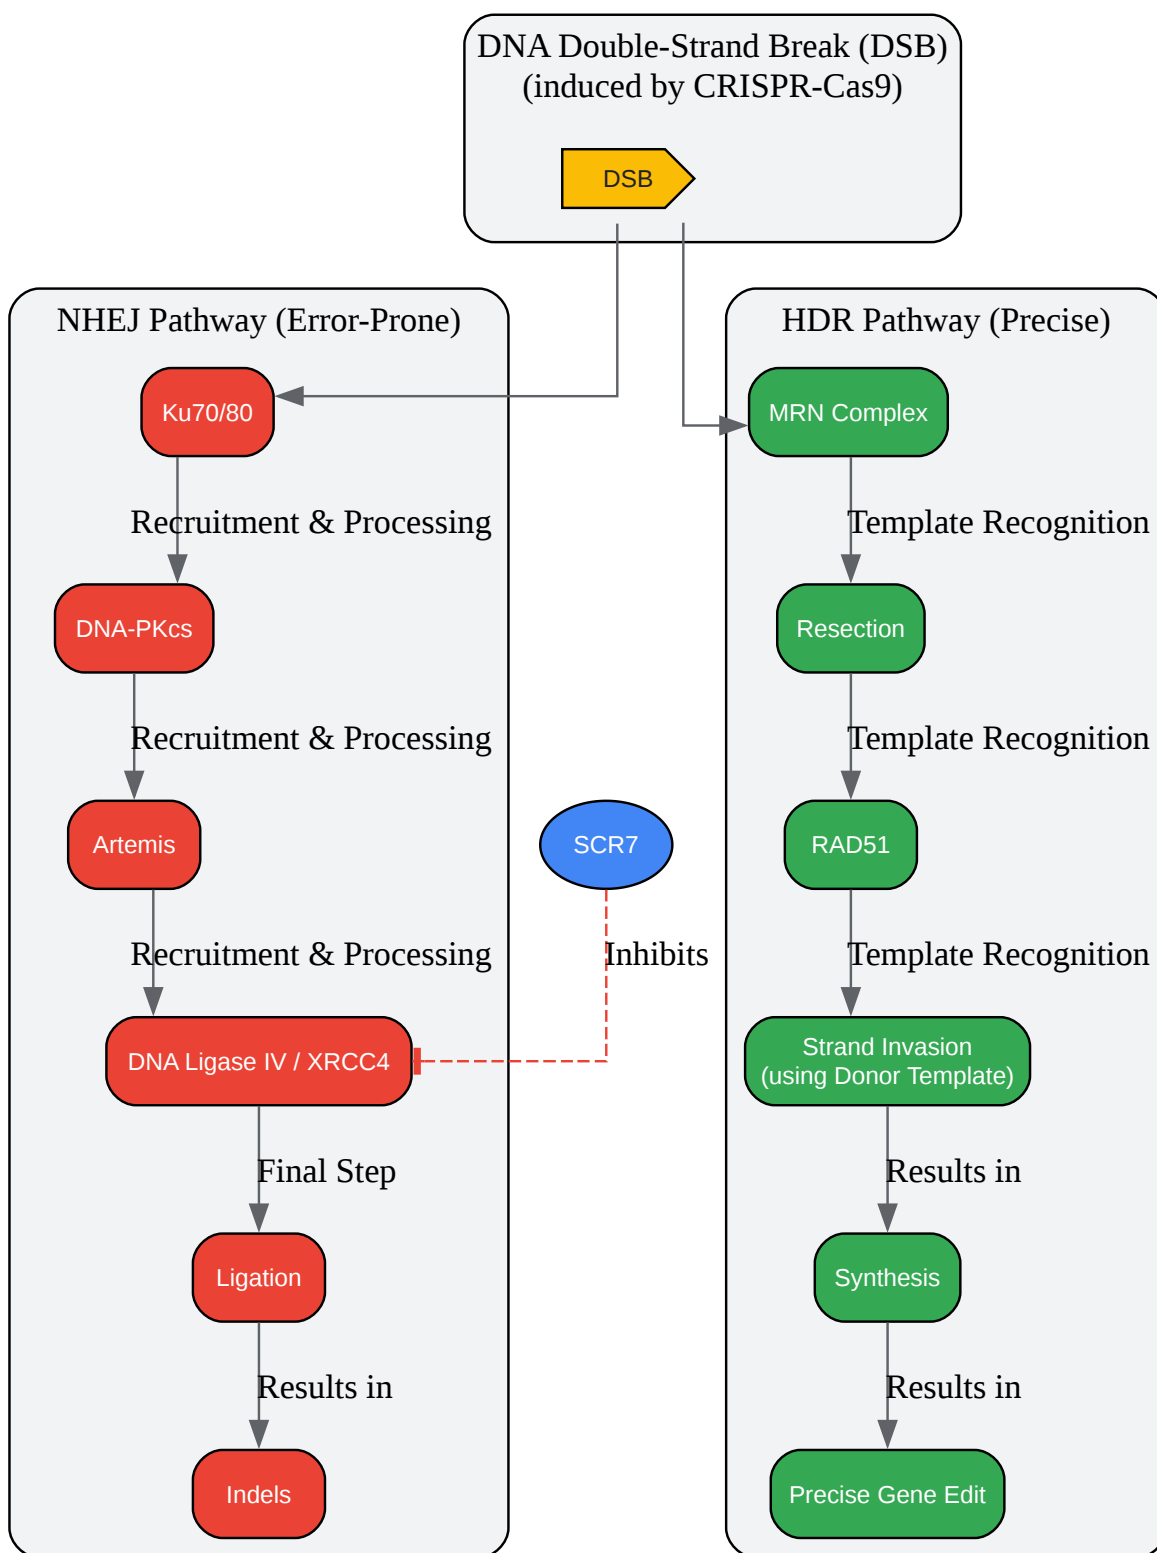 DNA Double-Strand Break (DSB)
(induced by CRISPR-Cas9)
DSB
NHEJ Pathway (Error-Prone)
Ku70/80
Recruitment & Processing
DNA-PKcs
Recruitment & Processing
Artemis
Recruitment & Processing
DNA Ligase IV / XRCC4
Final Step
Ligation
Results in
Indels
SCR7
Inhibits
HDR Pathway (Precise)
MRN Complex
Template Recognition
Resection
Template Recognition
RAD51
Template Recognition
Strand Invasion
(using Donor Template)
Results in
Synthesis
Results in
Precise Gene Edit